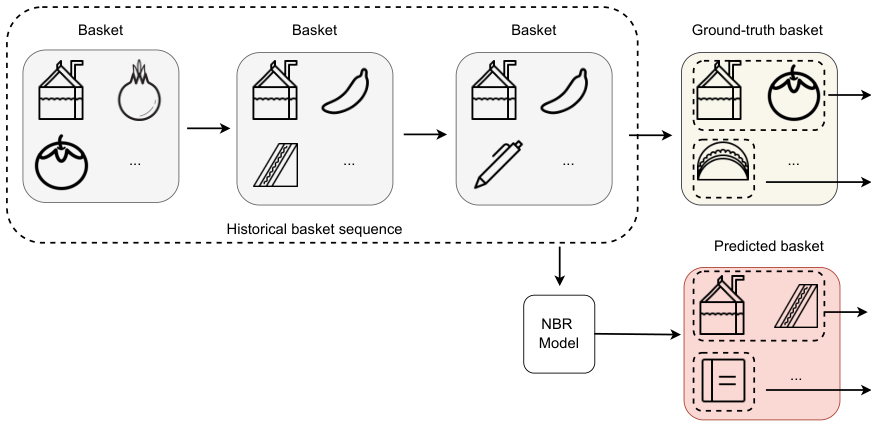 Basket
Basket
Basket
Ground-truth basket
...
...
...
...
Historical basket sequence
Predicted basket
NBR
Model
...